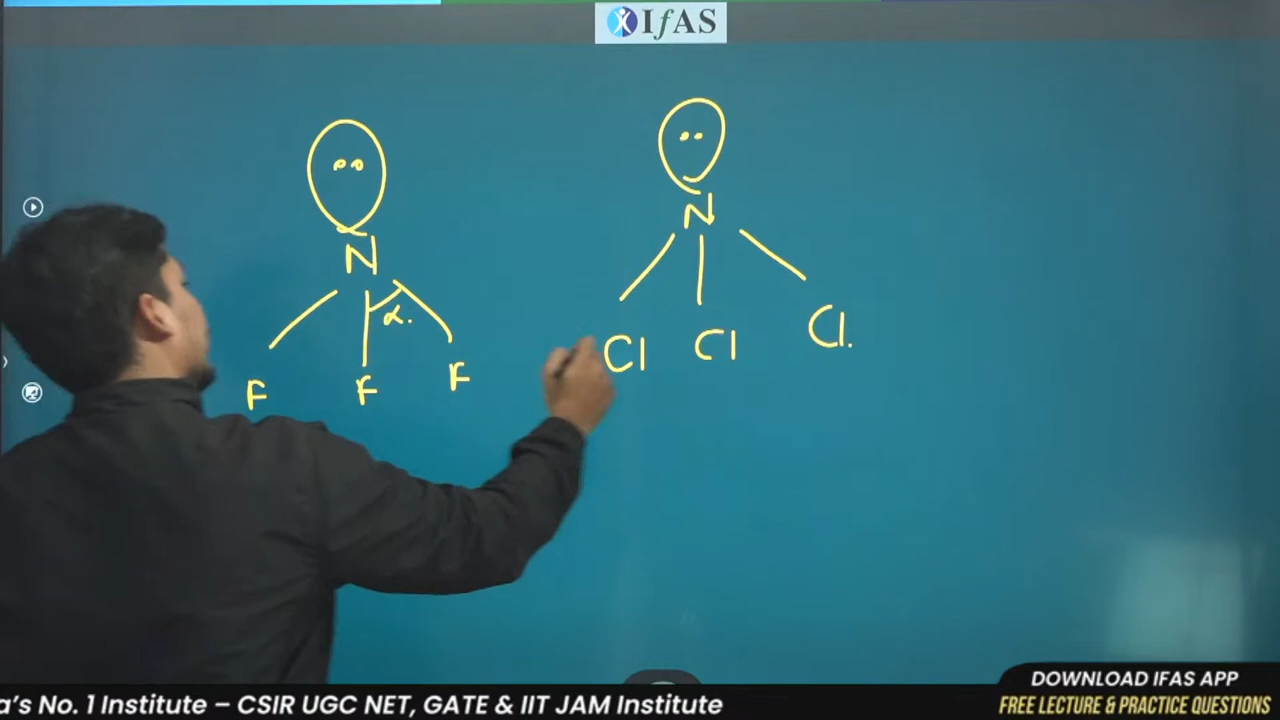 IfAS
N
F F F
α.
N
Cl Cl Cl.
a's No. 1 Institute – CSIR UGC NET, GATE & IIT JAM Institute
DOWNLOAD IFAS APP
FREE LECTURE & PRACTICE QUESTIONS